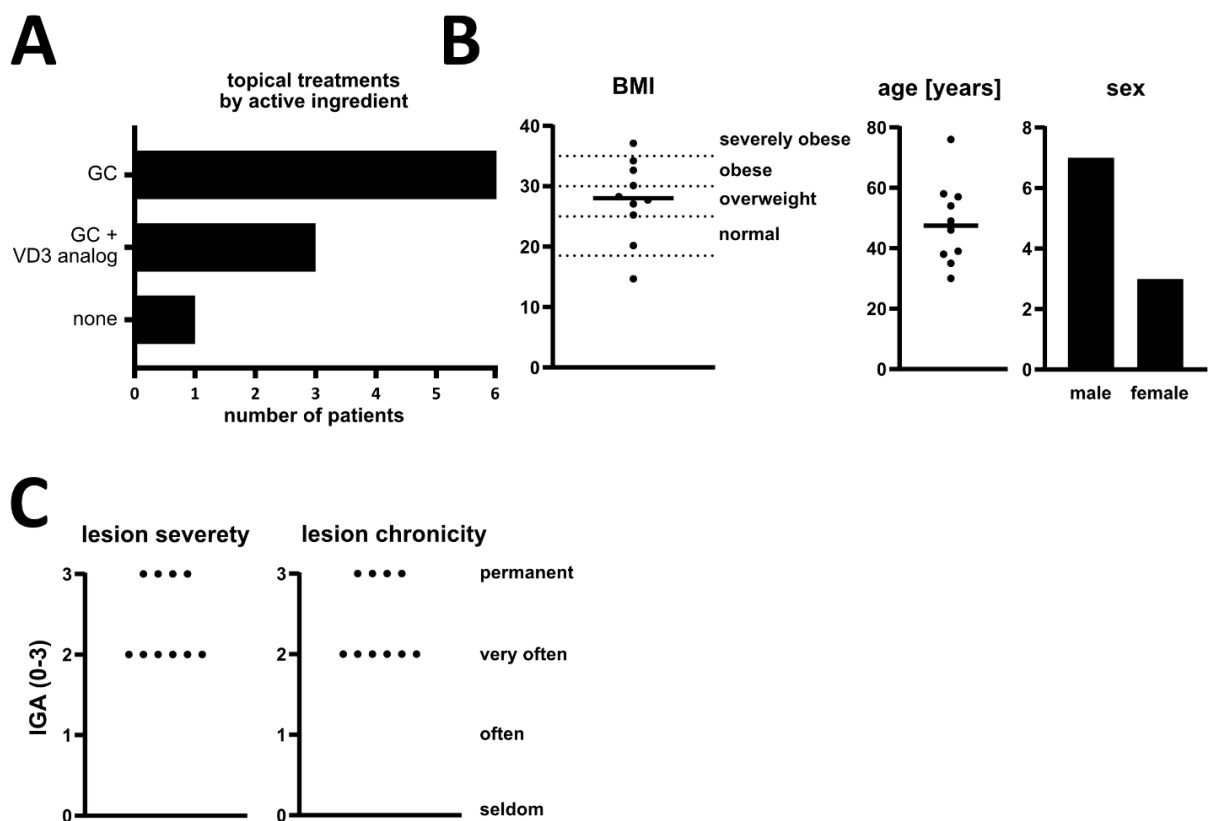 A
topical treatments
by active ingredient
GC
GC +
VD3 analog
none
0 1 2 3 4 5 6
number of patients
B
BMI
40
30
20
10
0
severely obese
obese
overweight
normal
age [years]
80
60
40
20
0
sex
8
6
4
2
0
male female
C
lesion severety
IGA (0-3)
3
2
1
0
lesion chronicity
3
2
1
0
permanent
very often
often
seldom